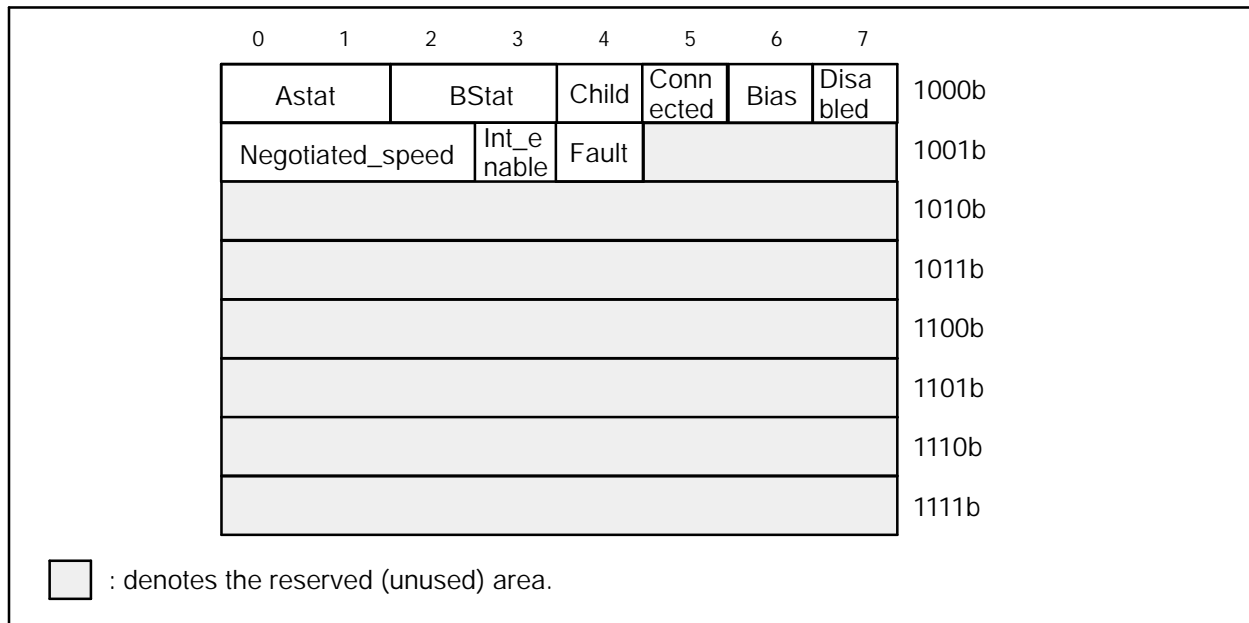 0 1 2 3 4 5 6 7
Astat BStat Child Conn
ected Bias Disa
bled 1000b
Negotiated_speed Int_e
nable Fault 1001b
1010b
1011b
1100b
1101b
1110b
1111b
: denotes the reserved (unused) area.